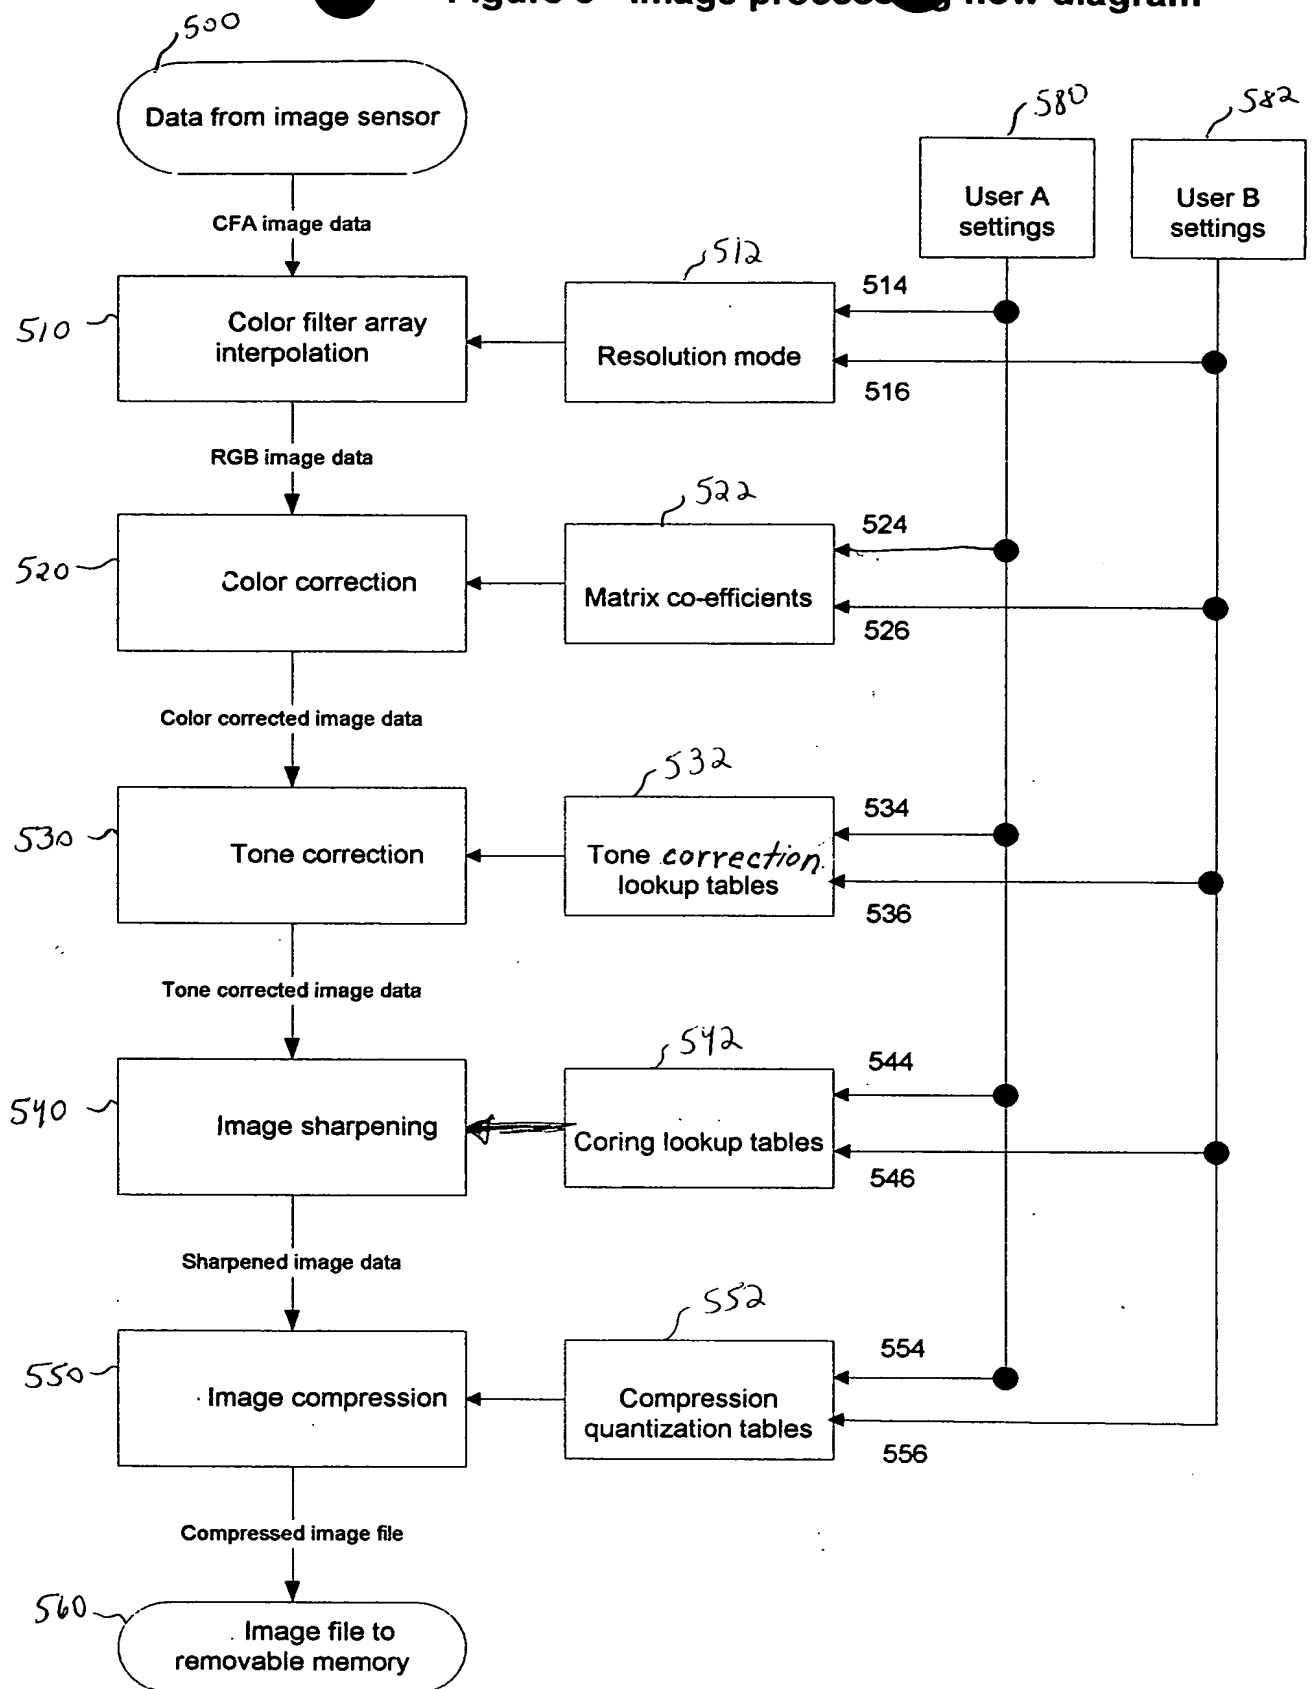 Figure 5 - Image processing flow diagram
500
Data from image sensor
580
582
CFA image data
User A
settings
User B
settings
512
514
510
Color filter array
interpolation
Resolution mode
516
RGB image data
522
524
520
Color correction
Matrix co-efficients
526
Color corrected image data
532
534
530
Tone correction
Tone correction
lookup tables
536
Tone corrected image data
542
544
540
Image sharpening
Coring lookup tables
546
Sharpened image data
552
554
550
Image compression
Compression
quantization tables
556
Compressed image file
560
Image file to
removable memory